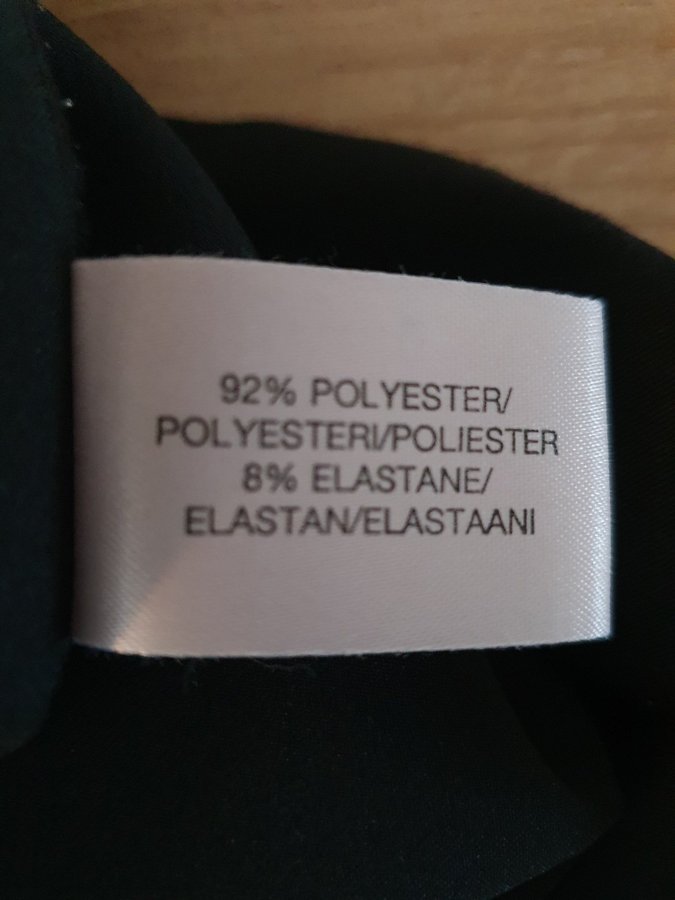 92% POLYESTER/
POLYESTERI/POLIESTER
8% ELASTANE/
ELASTAN/ELASTAANI